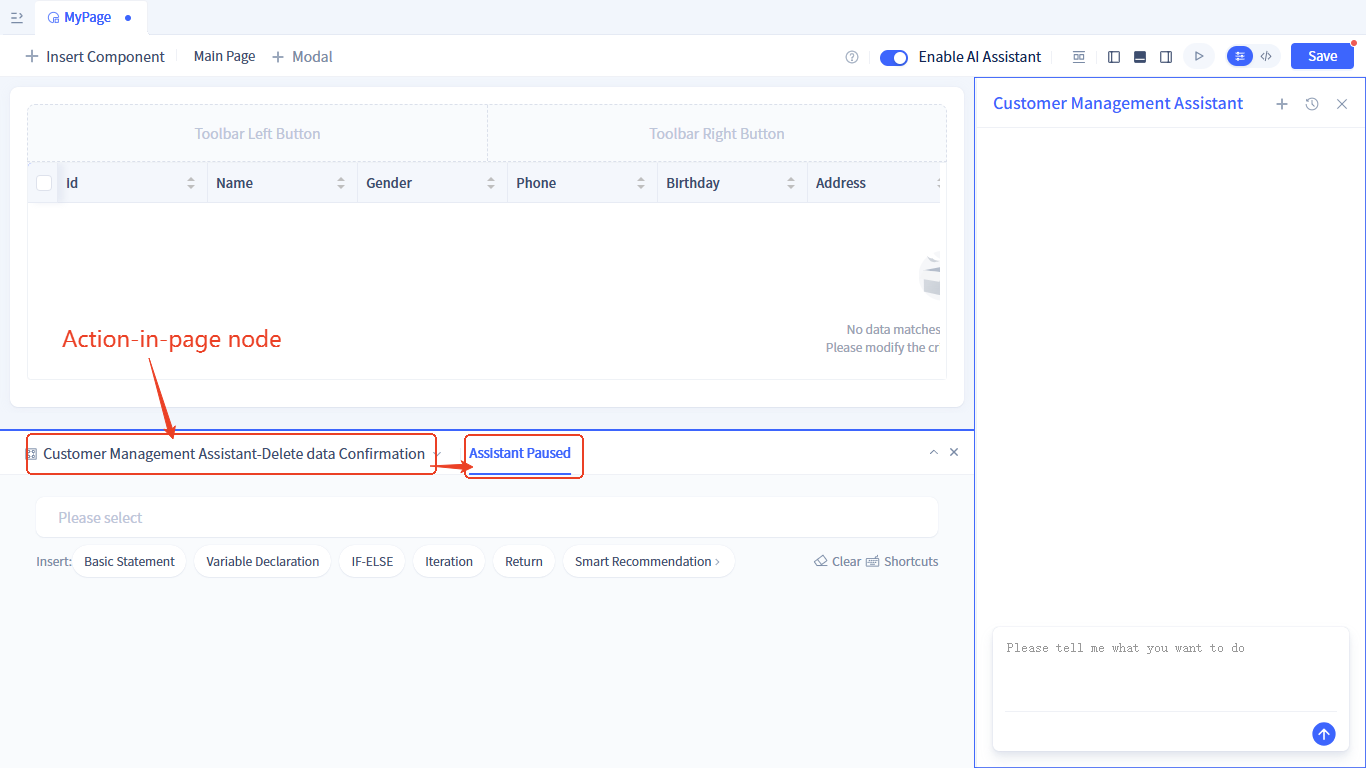 MyPage
Insert Component Main Page Modal Enable AI Assistant Save
Customer Management Assistant
Toolbar Left Button Toolbar Right Button
Id Name Gender Phone BIrthday Address
No data matches
Please modify the cr
Action-in-page node
Customer Management Assistant-Delete data Confirmation Assistant Paused
Please select
Insert: Basic Statement Variable Declaration IF-ELSE Iteration Return Smart Recommendation Clear Shortcuts
Please tell me what you want to do